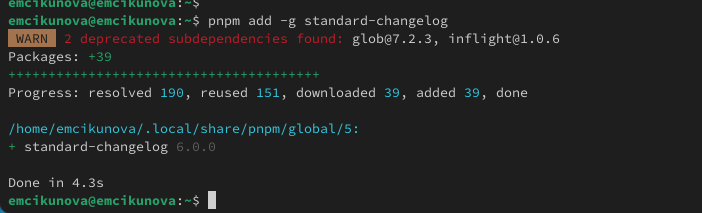 emcikunova@emcikunova:~$
emcikunova@emcikunova:~$ pnpm add -g standard-changelog
 WARN  2 deprecated subdependencies found: glob@7.2.3, inflight@1.0.6
Packages: +39
+++++++++++++++++++++++++++++++++++++++
Progress: resolved 190, reused 151, downloaded 39, added 39, done
/home/emcikunova/.local/share/pnpm/global/5:
+ standard-changelog 6.0.0
Done in 4.3s
emcikunova@emcikunova:~$